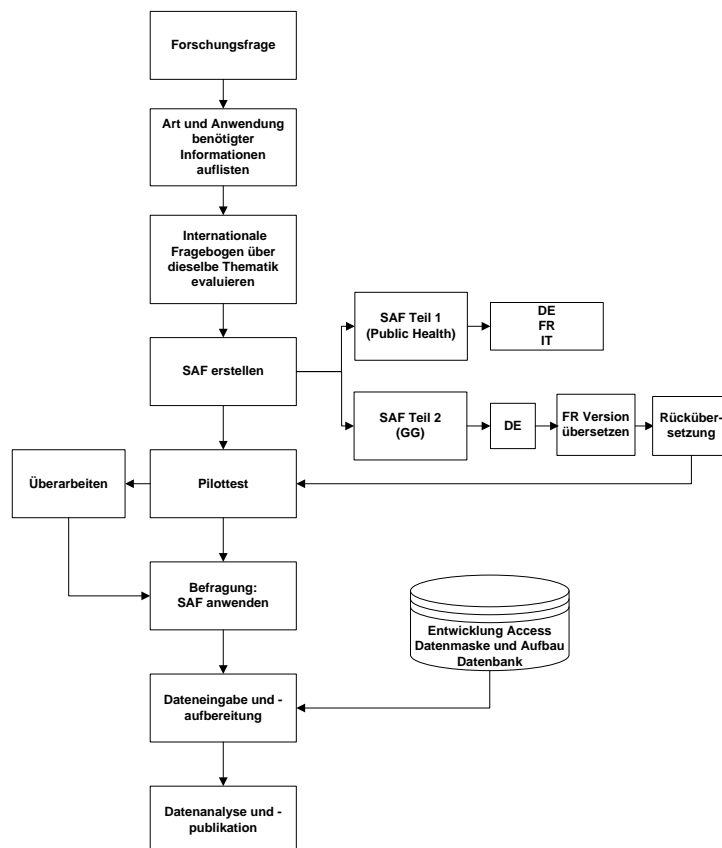 Forschungsfrage
Art und Anwendung
benötigter
Informationen
auflisten
Internationale
Fragebogen über
dieselbe Thematik
evaluieren
SAF erstellen
SAF Teil 1
(Public Health)
DE
FR
IT
SAF Teil 2
(GG)
DE
FR Version
übersetzen
Rücküber-
setzung
Überarbeiten
Pilottest
Befragung:
SAF anwenden
Entwicklung Access
Datenmaske und Aufbau
Datenbank
Dateneingabe und -
aufbereitung
Datenanalyse und -
publikation